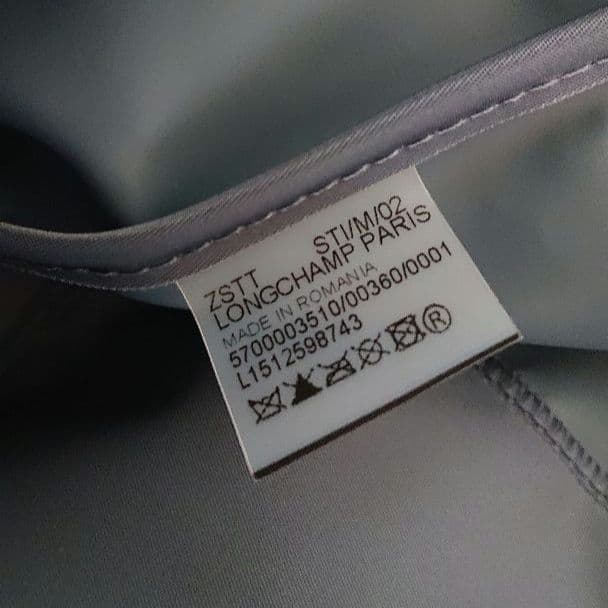 ZSTT STI/M/02
LONGCHAMP PARIS
MADE IN ROMANIA
5700003510/00360/0001
L1512598743
®